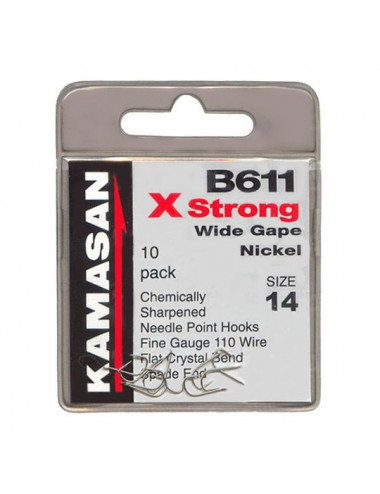 KAMASAN
B611
X Strong
Wide Gape
Nickel
10
pack
SIZE
14
Chemically
Sharpened
Needle Point Hooks
Fine Gauge 110 Wire
Flat Crystal Bend
Spade End